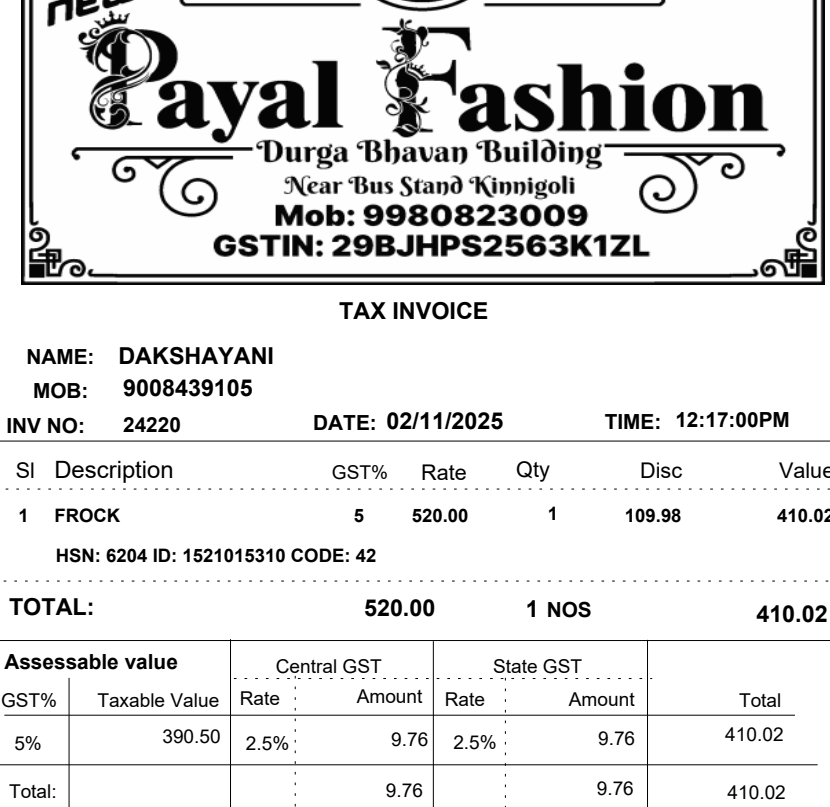 new
Payal Fashion
Durga Bhavan Building
Near Bus Stand Kinnigoli
Mob: 9980823009
GSTIN: 29BJHPS2563K1ZL
TAX INVOICE
NAME: DAKSHAYANI
MOB: 9008439105
INV NO: 24220 DATE: 02/11/2025 TIME: 12:17:00PM
Sl Description GST% Rate Qty Disc Value
1 FROCK 5 520.00 1 109.98 410.02
HSN: 6204 ID: 1521015310 CODE: 42
TOTAL: 520.00 1 NOS 410.02
Assessable value Central GST State GST
GST% Taxable Value Rate Amount Rate Amount Total
5% 390.50 2.5% 9.76 2.5% 9.76 410.02
Total: 9.76 9.76 410.02